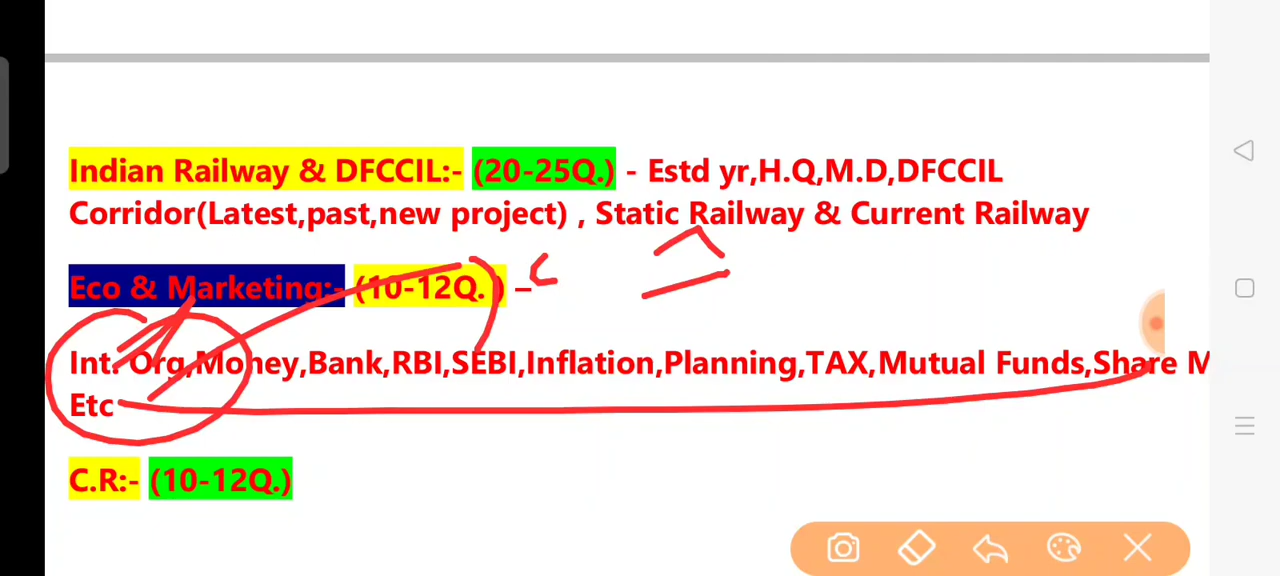 Indian Railway & DFCCIL:- (20-25Q.) - Estd yr,H.Q,M.D,DFCCIL
Corridor(Latest,past,new project) , Static Railway & Current Railway
Eco & Marketing:- (10-12Q.) –
Int. Org,Money,Bank,RBI,SEBI,Inflation,Planning,TAX,Mutual Funds,Share M
Etc
C.R:- (10-12Q.)